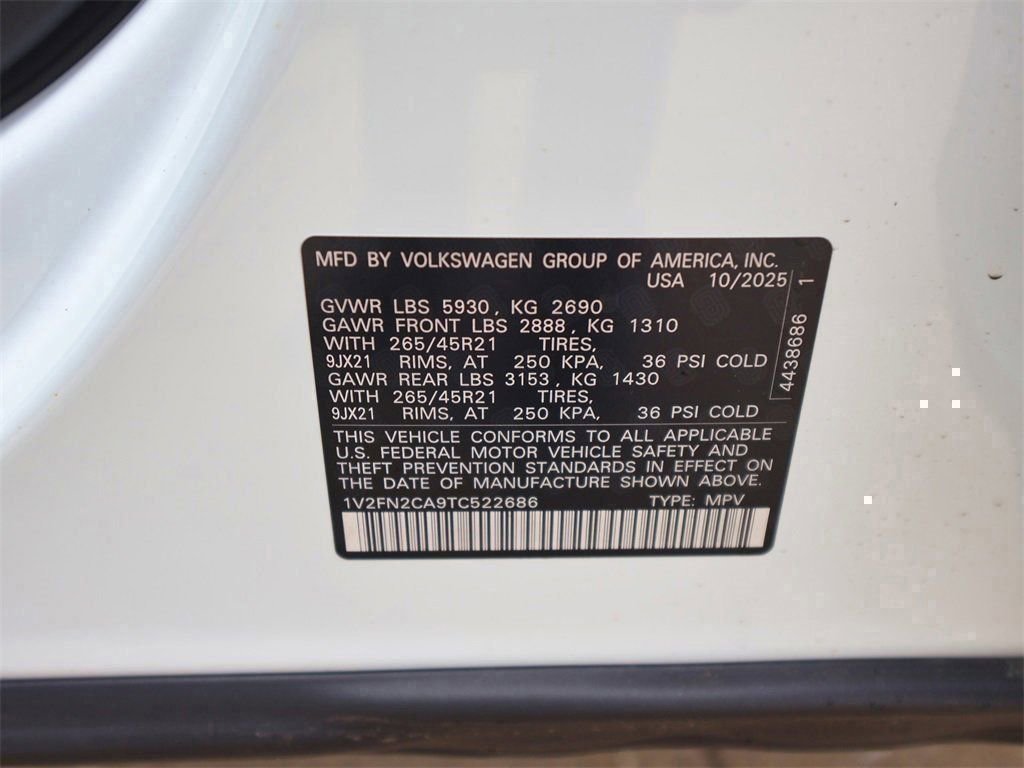 MFD BY VOLKSWAGEN GROUP OF AMERICA, INC.
USA 10/2025
GVWR LBS 5930, KG 2690
GAWR FRONT LBS 2888, KG 1310
WITH 265/45R21 TIRES,
9JX21 RIMS, AT 250 KPA, 36 PSI COLD
GAWR REAR LBS 3153, KG 1430
WITH 265/45R21 TIRES,
9JX21 RIMS, AT 250 KPA, 36 PSI COLD
4438686 1
THIS VEHICLE CONFORMS TO ALL APPLICABLE
U.S. FEDERAL MOTOR VEHICLE SAFETY AND
THEFT PREVENTION STANDARDS IN EFFECT ON
THE DATE OF MANUFACTURE SHOWN ABOVE.
1V2FN2CA9TC522686 TYPE: MPV